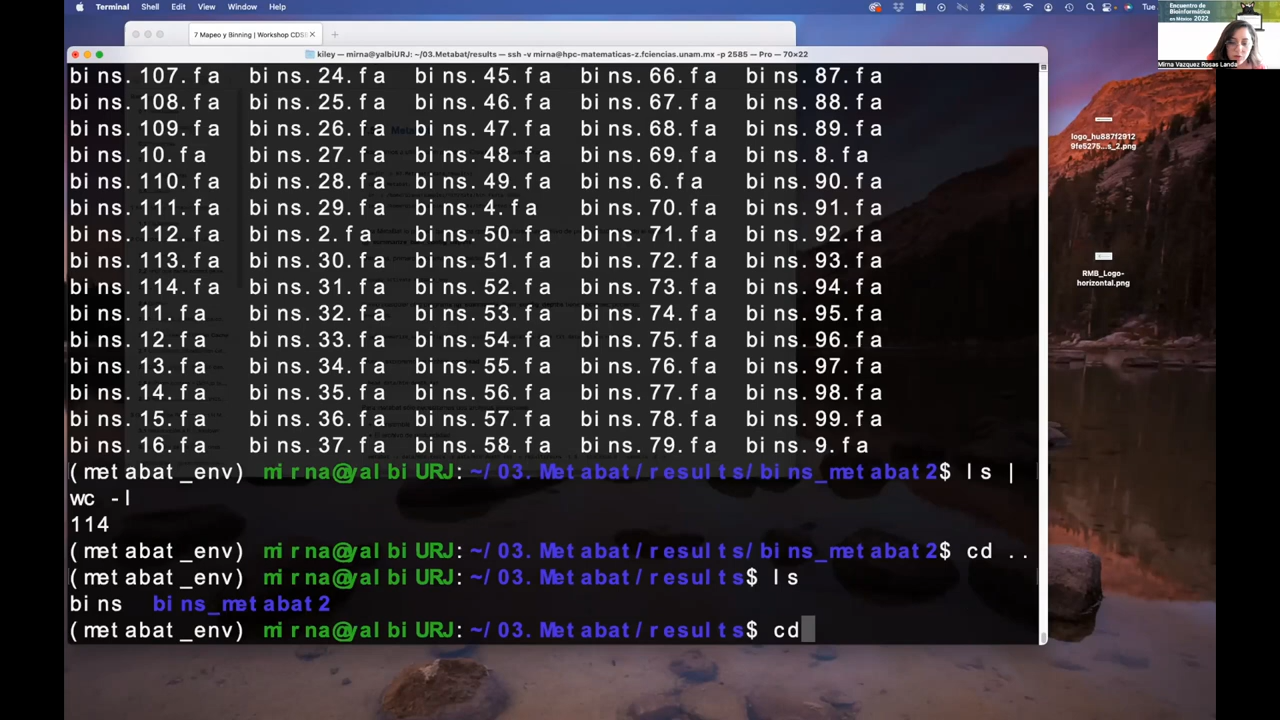 Terminal Shell Edit View Window Help
Tue
Encuentro de
Bioinformática
en México 2022
7 Mapeo y Binning | Workshop CDSB
kiley — mirna@yalbiURJ: ~/03.Metabat/results — ssh -v mirna@hpc-matematicas-z.fciencias.unam.mx -p 2585 — Pro — 70×22
Mirna Vazquez Rosas Landa
bins.107.fa bins.24.fa bins.45.fa bins.66.fa bins.87.fa
bins.108.fa bins.25.fa bins.46.fa bins.67.fa bins.88.fa
bins.109.fa bins.26.fa bins.47.fa bins.68.fa bins.89.fa
bins.10.fa bins.27.fa bins.48.fa bins.69.fa bins.8.fa
bins.110.fa bins.28.fa bins.49.fa bins.6.fa bins.90.fa
bins.111.fa bins.29.fa bins.4.fa bins.70.fa bins.91.fa
bins.112.fa bins.2.fa bins.50.fa bins.71.fa bins.92.fa
bins.113.fa bins.30.fa bins.51.fa bins.72.fa bins.93.fa
bins.114.fa bins.31.fa bins.52.fa bins.73.fa bins.94.fa
bins.11.fa bins.32.fa bins.53.fa bins.74.fa bins.95.fa
bins.12.fa bins.33.fa bins.54.fa bins.75.fa bins.96.fa
bins.13.fa bins.34.fa bins.55.fa bins.76.fa bins.97.fa
bins.14.fa bins.35.fa bins.56.fa bins.77.fa bins.98.fa
bins.15.fa bins.36.fa bins.57.fa bins.78.fa bins.99.fa
bins.16.fa bins.37.fa bins.58.fa bins.79.fa bins.9.fa
(metabat_env) mirna@yalbiURJ:~/03.Metabat/results/bins_metabat2$ ls |
wc -l
114
(metabat_env) mirna@yalbiURJ:~/03.Metabat/results/bins_metabat2$ cd ..
(metabat_env) mirna@yalbiURJ:~/03.Metabat/results$ ls
bins bins_metabat2
(metabat_env) mirna@yalbiURJ:~/03.Metabat/results$ cd
logo_hu887f2912
9fe5275...s_2.png
RMB_Logo-
horizontal.png